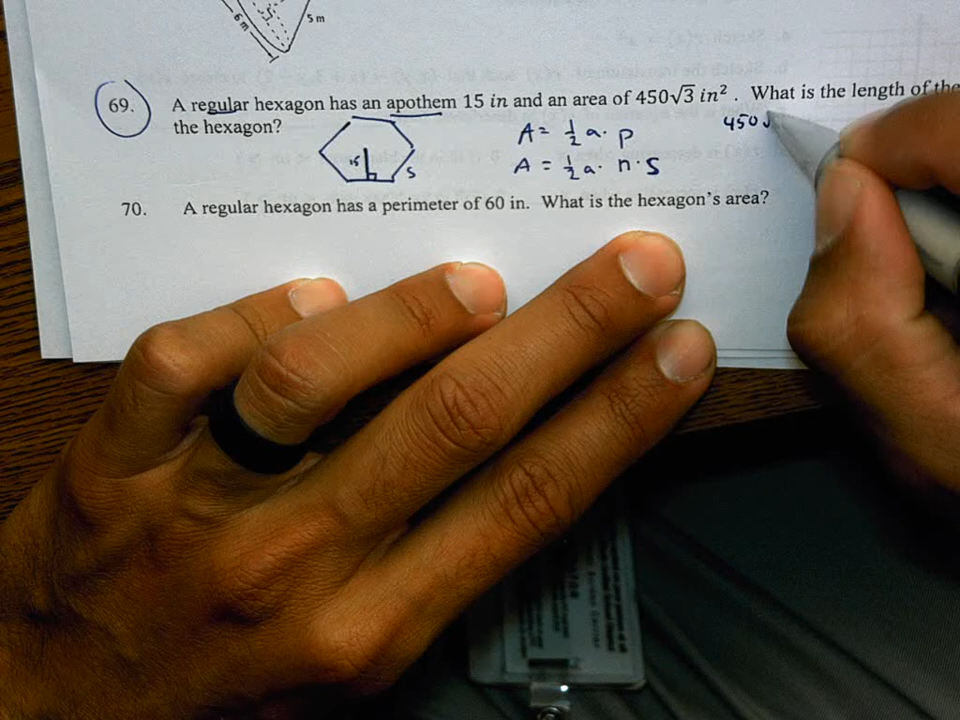 6 m
5 m
69. A regular hexagon has an apothem 15 in and an area of 450√3 in². What is the length of the
the hexagon?
15
s
A = ½ a · p
A = ½ a · n · s
450
70. A regular hexagon has a perimeter of 60 in. What is the hexagon's area?